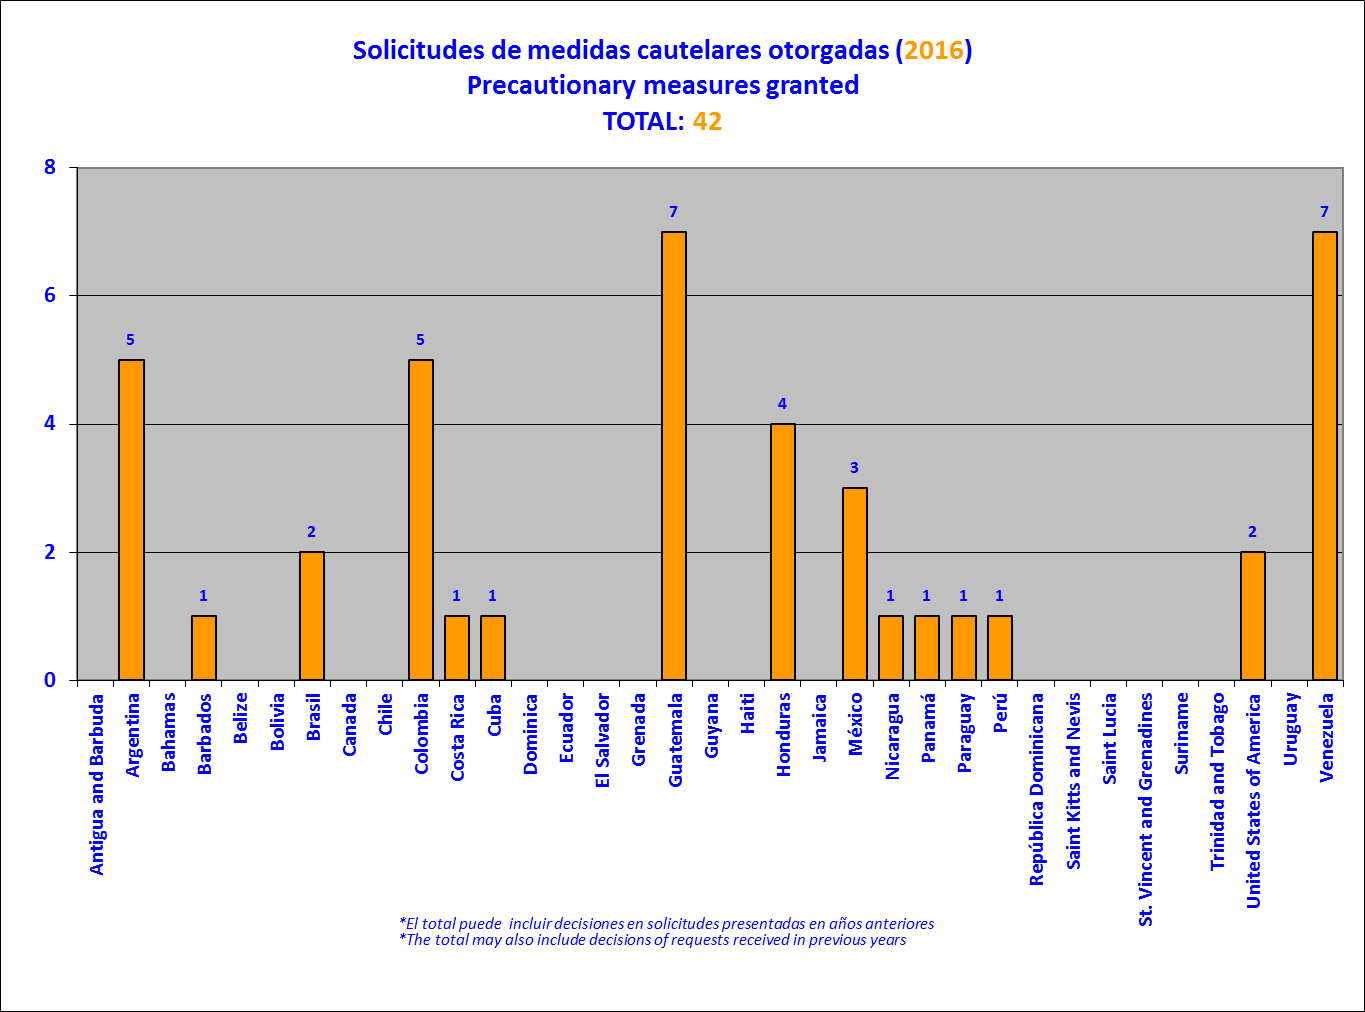 Solicitudes de medidas cautelares otorgadas (2016)
Precautionary measures granted
TOTAL: 42
8
6
4
2
0
5
1
2
5
1
1
7
4
3
1
1
1
1
2
7
Antigua and Barbuda
Argentina
Bahamas
Barbados
Belize
Bolivia
Brasil
Canada
Chile
Colombia
Costa Rica
Cuba
Dominica
Ecuador
El Salvador
Grenada
Guatemala
Guyana
Haiti
Honduras
Jamaica
México
Nicaragua
Panamá
Paraguay
Perú
República Dominicana
Saint Kitts and Nevis
Saint Lucia
St. Vincent and Grenadines
Suriname
Trinidad and Tobago
United States of America
Uruguay
Venezuela
*El total puede  incluir decisiones en solicitudes presentadas en años anteriores
*The total may also include decisions of requests received in previous years